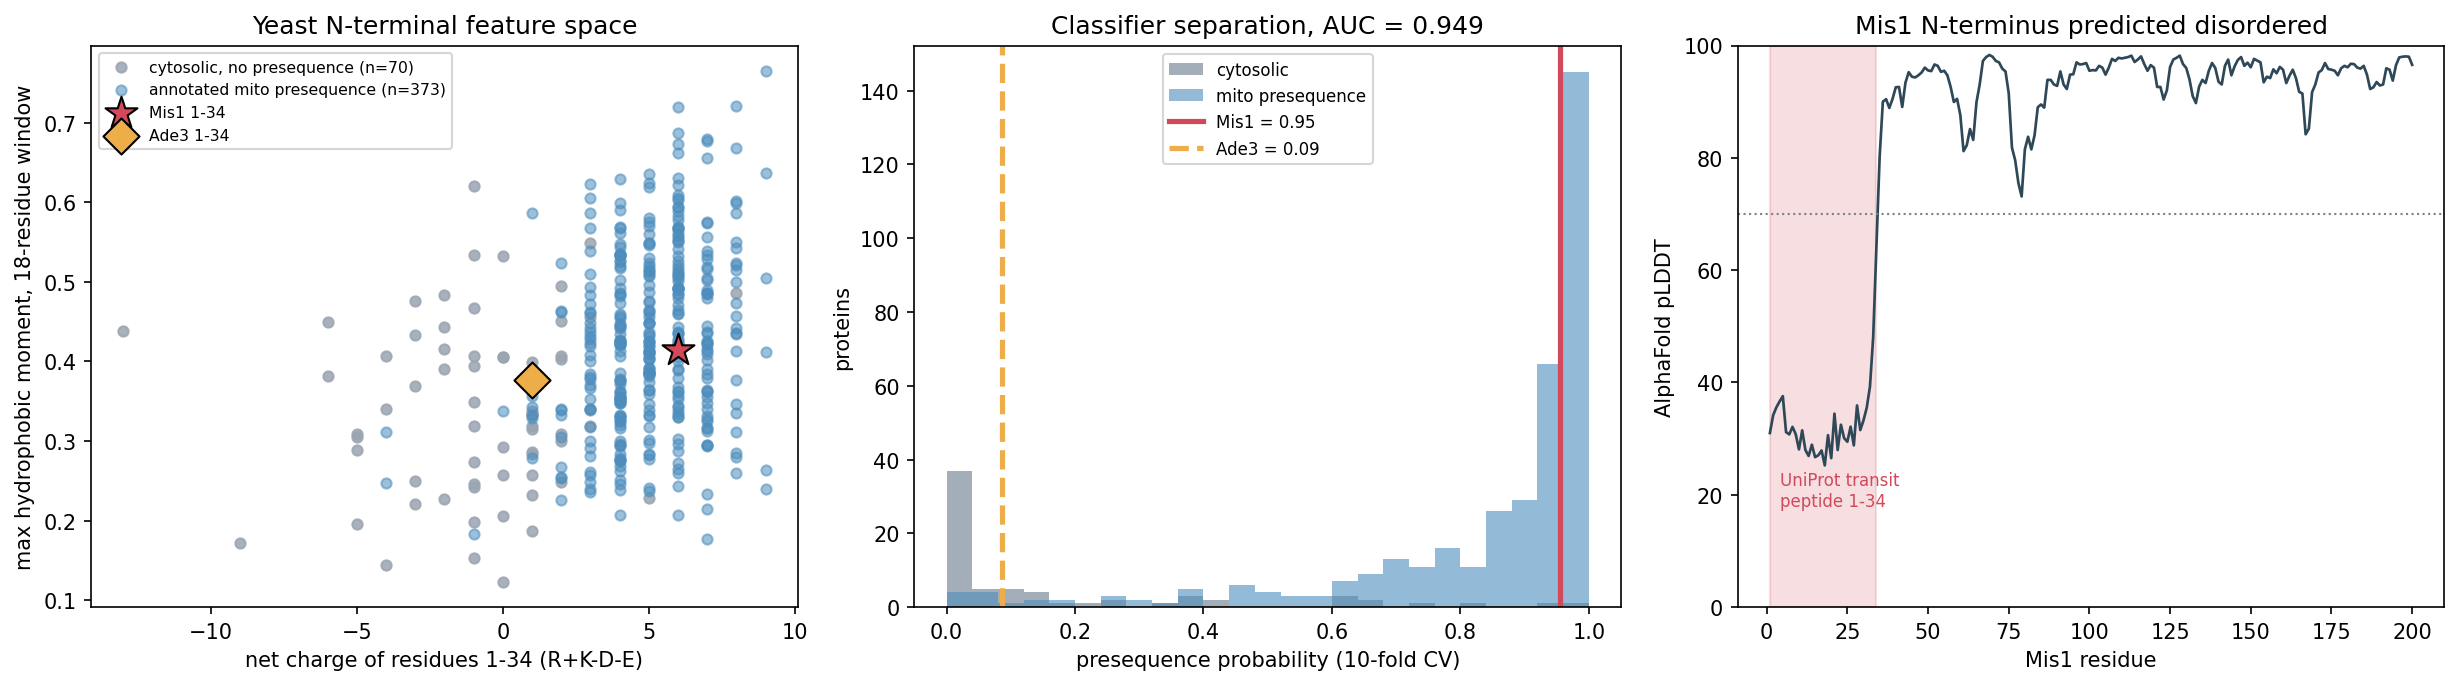 Yeast N-terminal feature space
max hydrophobic moment, 18-residue window
0.7
0.6
0.5
0.4
0.3
0.2
0.1
cytosolic, no presequence (n=70)
annotated mito presequence (n=373)
Mis1 1-34
Ade3 1-34
−10
−5
0
5
10
net charge of residues 1-34 (R+K-D-E)
Classifier separation, AUC = 0.949
proteins
140
120
100
80
60
40
20
0
cytosolic
mito presequence
Mis1 = 0.95
Ade3 = 0.09
0.0
0.2
0.4
0.6
0.8
1.0
presequence probability (10-fold CV)
Mis1 N-terminus predicted disordered
AlphaFold pLDDT
100
80
60
40
20
0
UniProt transit
peptide 1-34
0
25
50
75
100
125
150
175
200
Mis1 residue